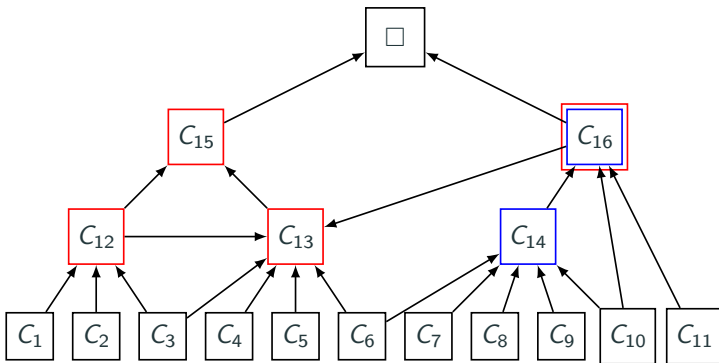 □
C₁₅ C₁₆
C₁₂ C₁₃ C₁₄
C₁ C₂ C₃ C₄ C₅ C₆ C₇ C₈ C₉ C₁₀ C₁₁